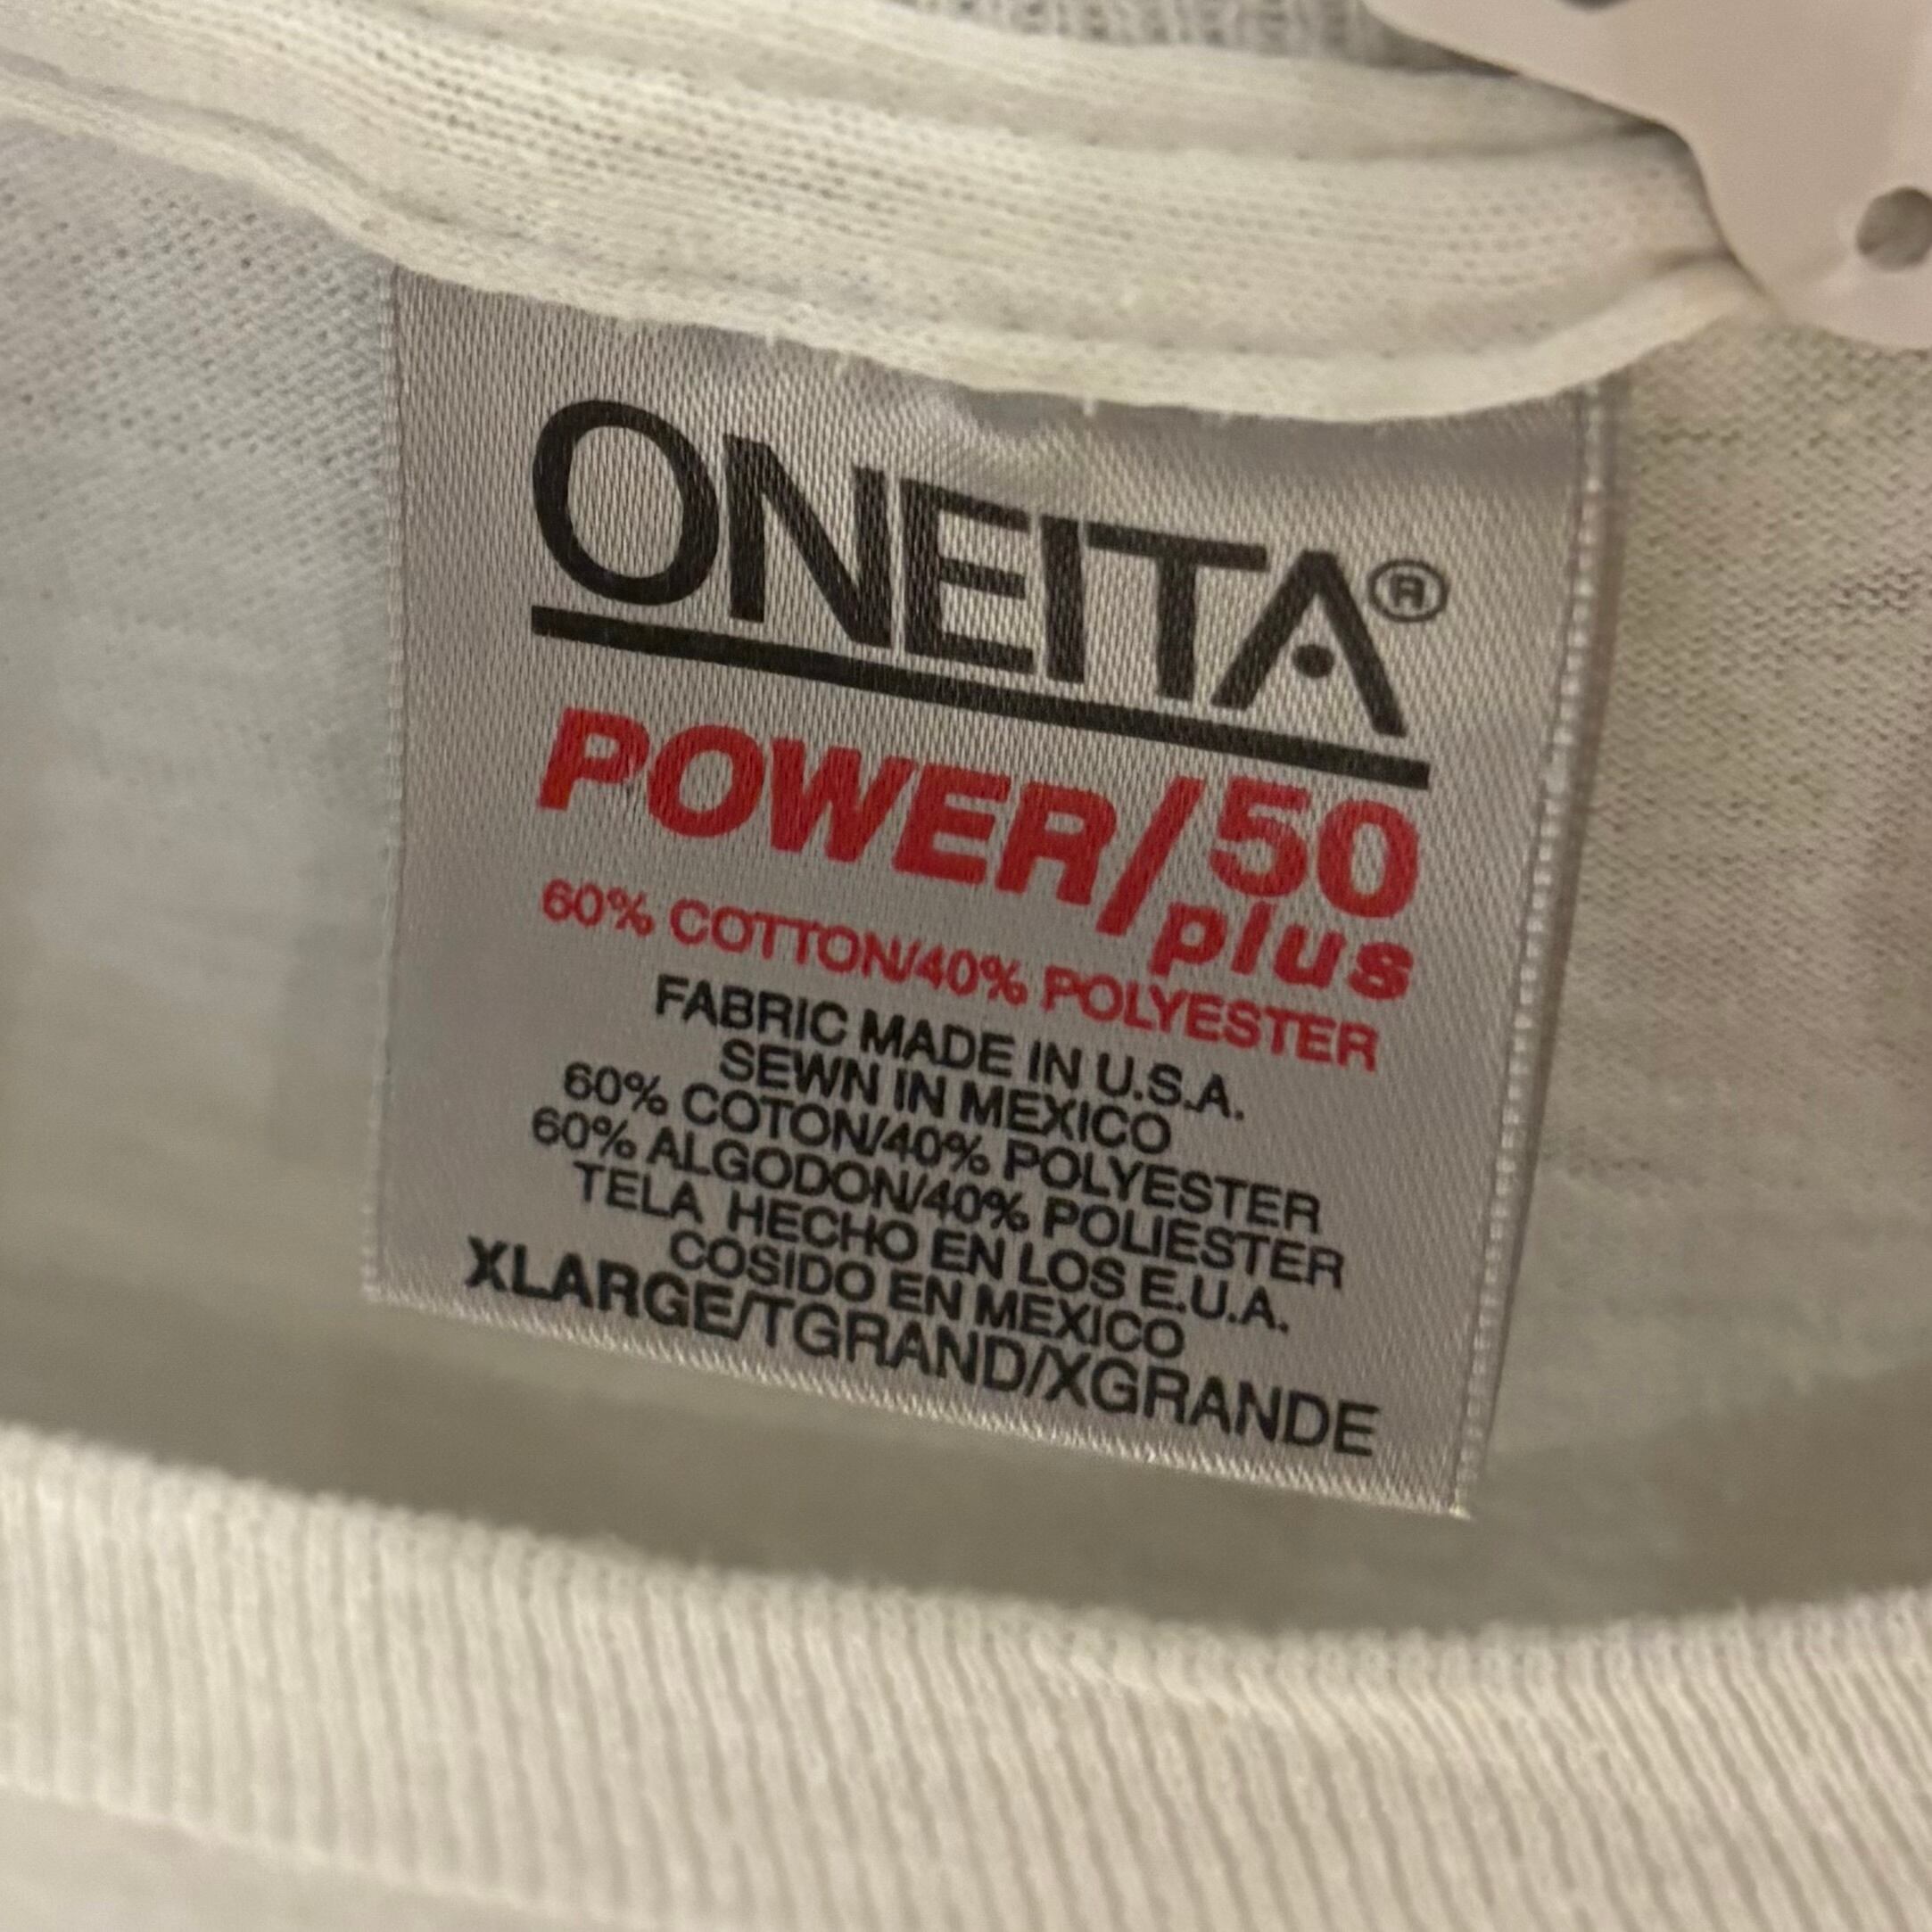 ONEITA®
POWER/50
plus
60% COTTON/40% POLYESTER
FABRIC MADE IN U.S.A.
SEWN IN MEXICO
60% COTON/40% POLYESTER
60% ALGODON/40% POLIESTER
TELA HECHO EN LOS E.U.A.
COSIDO EN MEXICO
XLARGE/TGRAND/XGRANDE